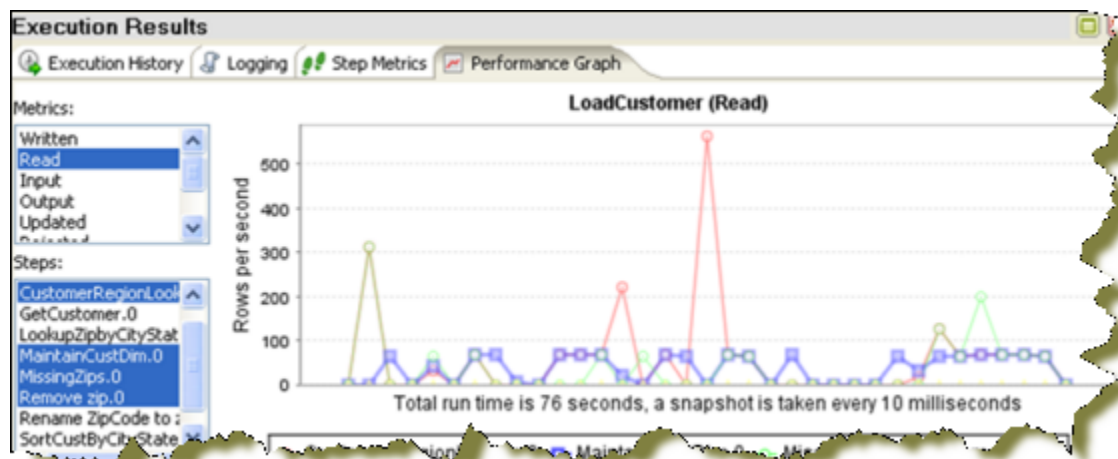 Execution Results
Execution History Logging Step Metrics Performance Graph
Metrics:
Written
Read
Input
Output
Updated
Steps:
CustomerRegionLook
GetCustomer.0
LookupZipbyCityStat
MaintainCustDim.0
MissingZips.0
Remove zip.0
Rename ZipCode to z
SortCustByCityState
LoadCustomer (Read)
Rows per second
500
400
300
200
100
0
Total run time is 76 seconds, a snapshot is taken every 10 milliseconds